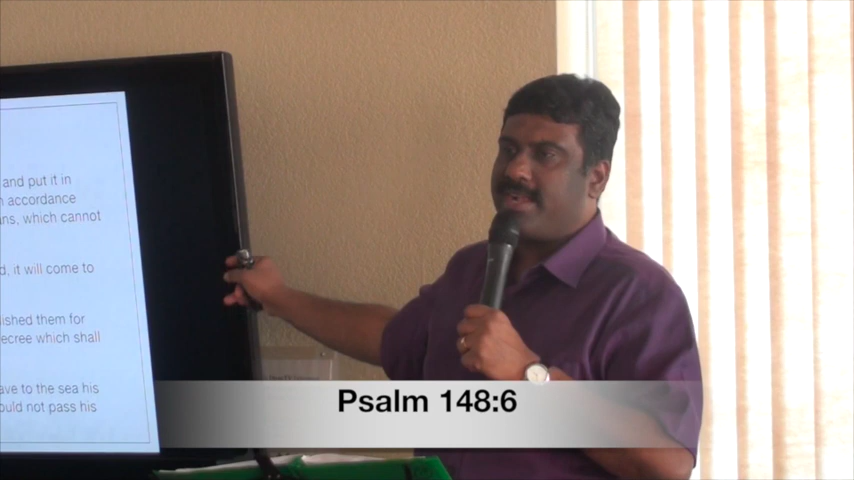 and put it in
accordance
ans, which cannot
it will come to
ished them for
ecree which shall
ave to the sea his
ould not pass his
Psalm 148:6